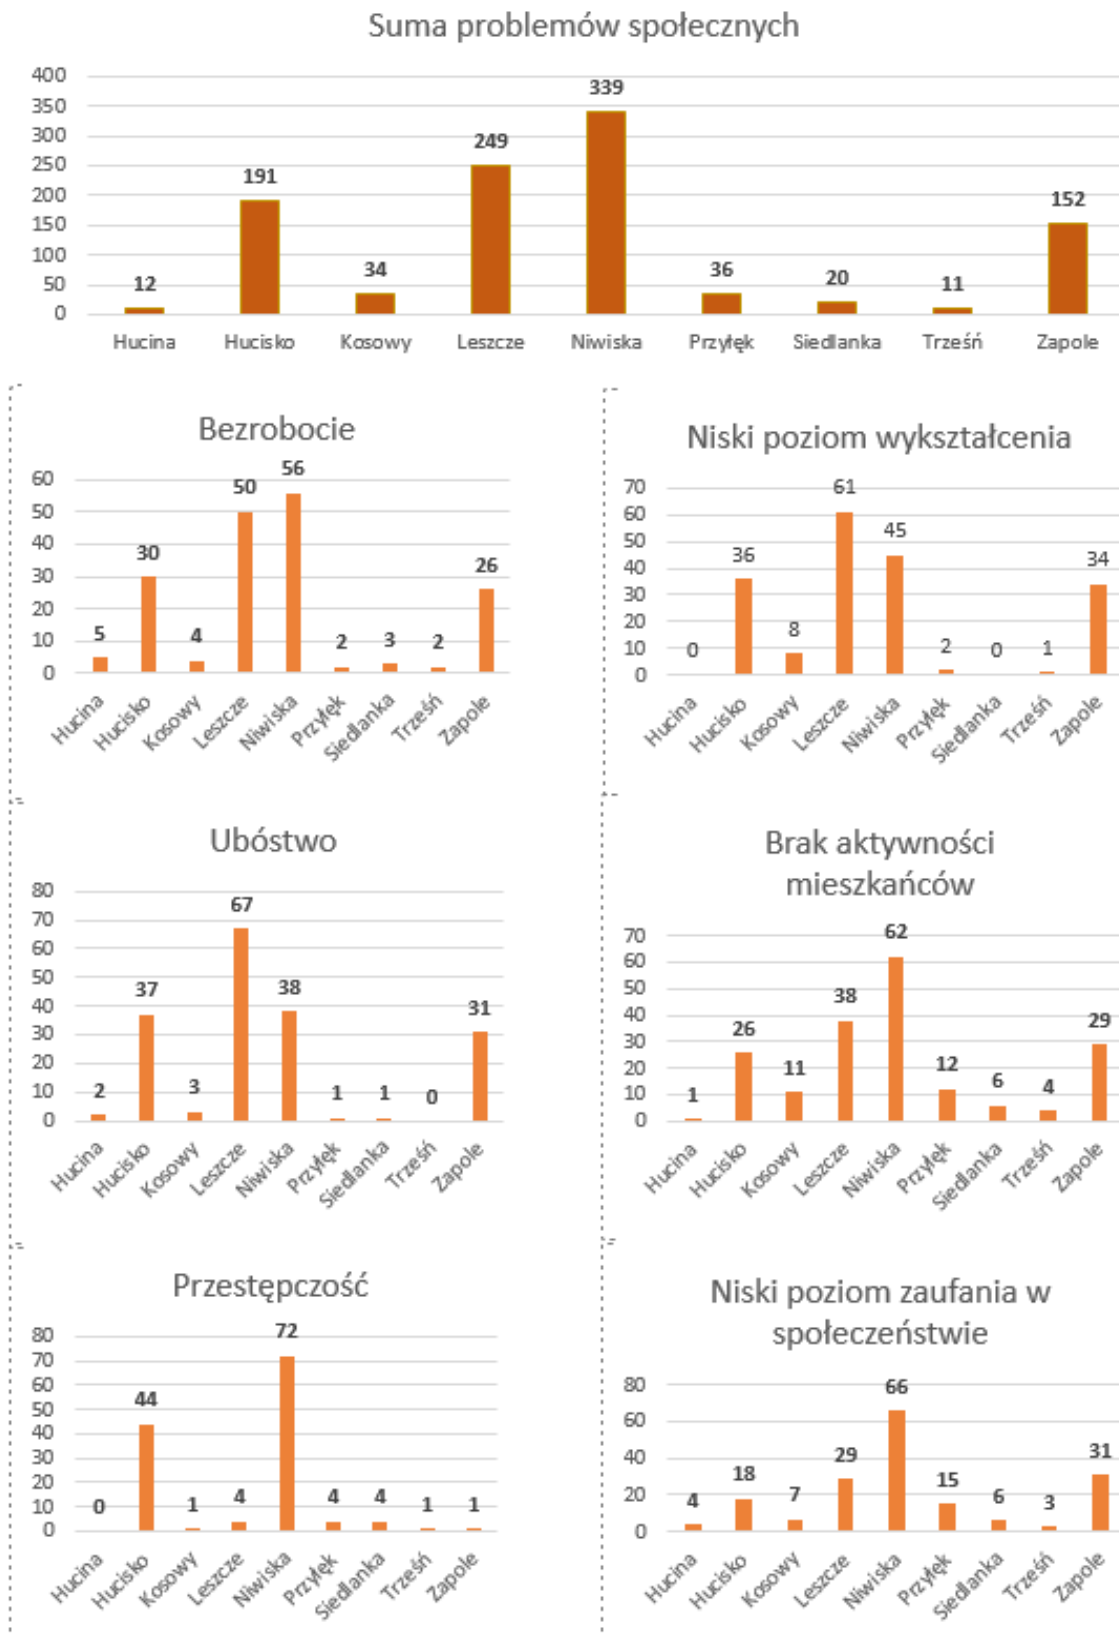 Suma problemów społecznych
400
350
300
250
200
150
100
50
0
12
191
34
249
339
36
20
11
152
Hucina Hucisko Kosowy Leszcze Niwiska Przyłęk Siedlanka Trześń Zapole
Bezrobocie
60
50
40
30
20
10
0
5
30
4
50
56
2
3
2
26
Hucina
Hucisko
Kosowy
Leszcze
Niwiska
Przyłęk
Siedlanka
Trześń
Zapole
Niski poziom wykształcenia
70
60
50
40
30
20
10
0
0
36
8
61
45
2
0
1
34
Hucina
Hucisko
Kosowy
Leszcze
Niwiska
Przyłęk
Siedlanka
Trześń
Zapole
Ubóstwo
80
70
60
50
40
30
20
10
0
2
37
3
67
38
1
1
0
31
Hucina
Hucisko
Kosowy
Leszcze
Niwiska
Przyłęk
Siedlanka
Trześń
Zapole
Brak aktywności
mieszkańców
70
60
50
40
30
20
10
0
1
26
11
38
62
12
6
4
29
Hucina
Hucisko
Kosowy
Leszcze
Niwiska
Przyłęk
Siedlanka
Trześń
Zapole
Przestępczość
80
70
60
50
40
30
20
10
0
0
44
1
4
72
4
4
1
1
Hucina
Hucisko
Kosowy
Leszcze
Niwiska
Przyłęk
Siedlanka
Trześń
Zapole
Niski poziom zaufania w
społeczeństwie
80
60
40
20
0
4
18
7
29
66
15
6
3
31
Hucina
Hucisko
Kosowy
Leszcze
Niwiska
Przyłęk
Siedlanka
Trześń
Zapole